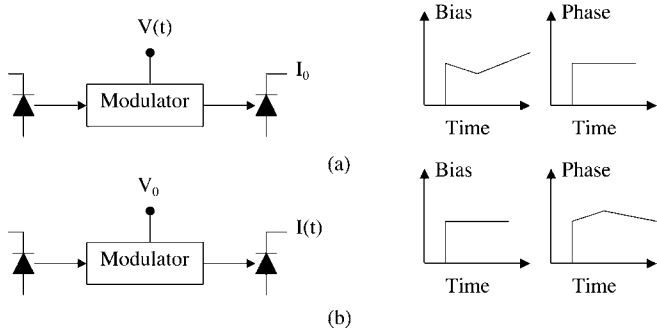 V(t)
I₀
Modulator
Bias
Phase
Time
Time
(a)
V₀
I(t)
Modulator
Bias
Phase
Time
Time
(b)